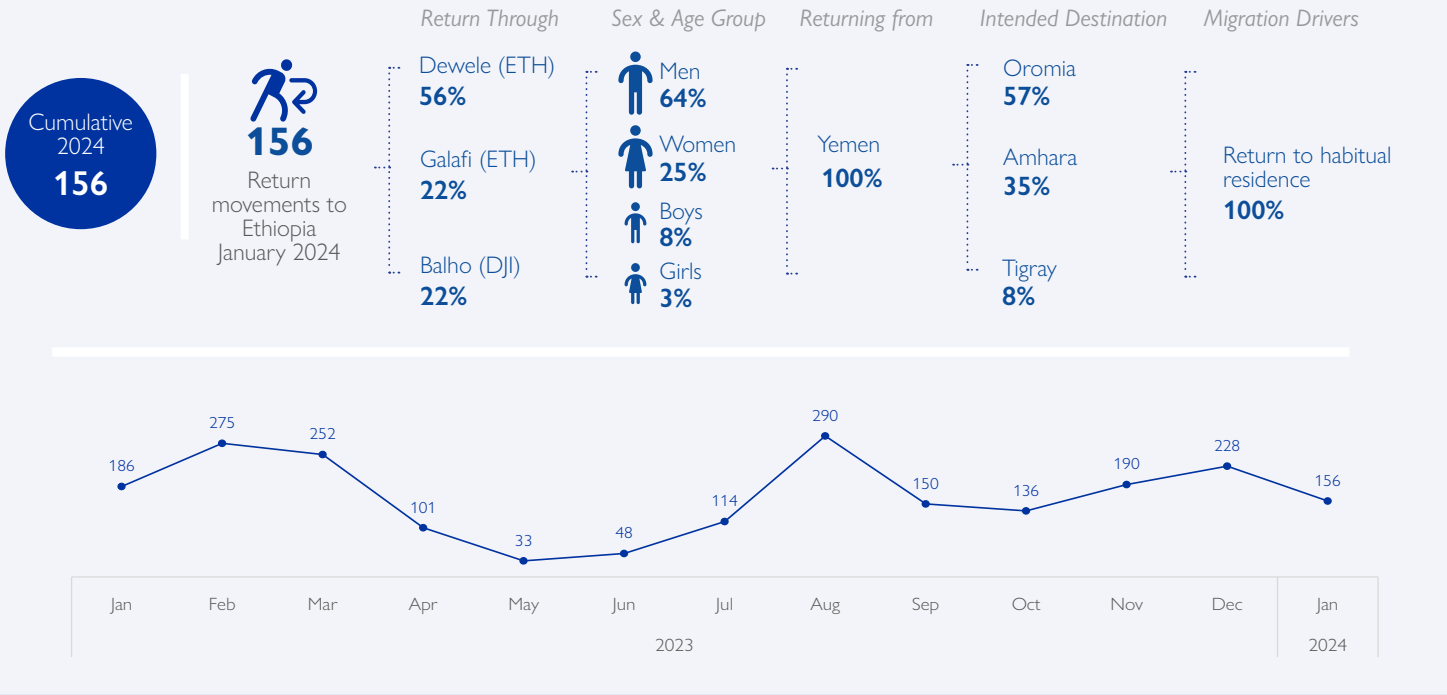 Return Through
Sex & Age Group
Returning from
Intended Destination
Migration Drivers
Cumulative
2024
156
156
Return
movements to
Ethiopia
January 2024
Dewele (ETH)
56%
Galafi (ETH)
22%
Balho (DJI)
22%
Men
64%
Women
25%
Boys
8%
Girls
3%
Yemen
100%
Oromia
57%
Amhara
35%
Tigray
8%
Return to habitual
residence
100%
186
275
252
101
33
48
114
290
150
136
190
228
156
Jan
Feb
Mar
Apr
May
Jun
Jul
Aug
Sep
Oct
Nov
Dec
Jan
2023
2024